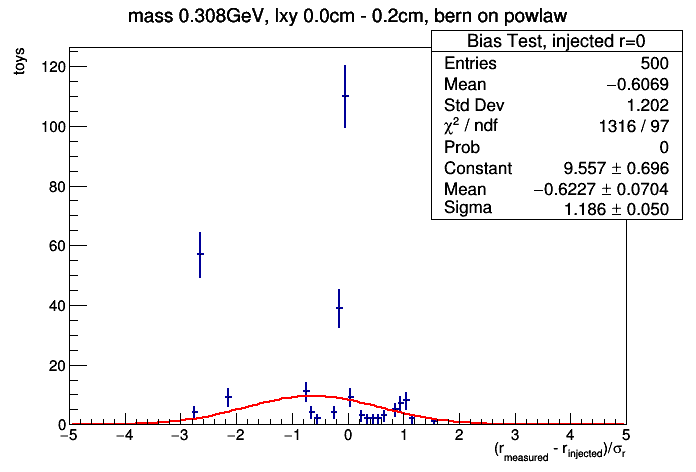 mass 0.308GeV, lxy 0.0cm - 0.2cm, bern on powlaw
Bias Test, injected r=0
Entries 500
Mean −0.6069
Std Dev 1.202
χ² / ndf 1316 / 97
Prob 0
Constant 9.557 ± 0.696
Mean −0.6227 ± 0.0704
Sigma 1.186 ± 0.050
toys
120
100
80
60
40
20
0
−5 −4 −3 −2 −1 0 1 2 3 4 5
(r_measured - r_injected)/σ_r